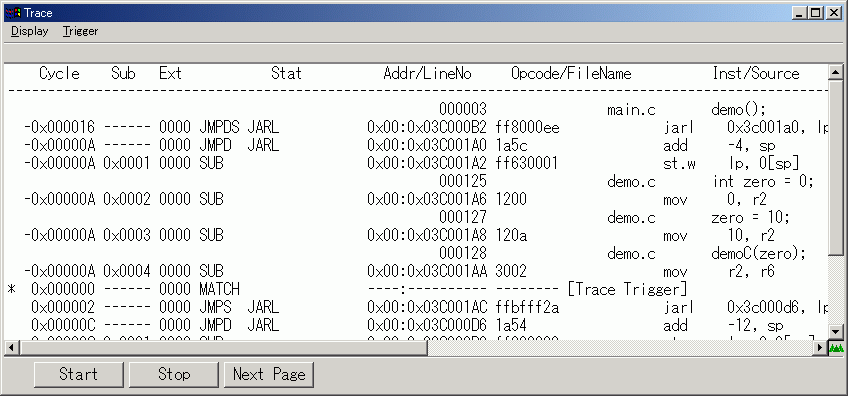 Trace
Display Trigger
Cycle Sub Ext Stat Addr/LineNo Opcode/FileName Inst/Source
000003 main.c demo();
-0x000016 ------ 0000 JMPDS JARL 0x00:0x03C000B2 ff8000ee jarl 0x3c001a0, lp
-0x00000A ------ 0000 JMPD JARL 0x00:0x03C001A0 1a5c add -4, sp
-0x00000A 0x0001 0000 SUB 0x00:0x03C001A2 ff630001 st.w lp, 0[sp]
000125 demo.c int zero = 0;
-0x00000A 0x0002 0000 SUB 0x00:0x03C001A6 1200 mov 0, r2
000127 demo.c zero = 10;
-0x00000A 0x0003 0000 SUB 0x00:0x03C001A8 120a mov 10, r2
000128 demo.c demoC(zero);
-0x00000A 0x0004 0000 SUB 0x00:0x03C001AA 3002 mov r2, r6
* 0x000000 ------ 0000 MATCH ----:---------- -------- [Trace Trigger]
0x000002 ------ 0000 JMPS JARL 0x00:0x03C001AC ffbfff2a jarl 0x3c000d6, lp
0x00000C ------ 0000 JMPD JARL 0x00:0x03C000D6 1a54 add -12, sp
Start Stop Next Page